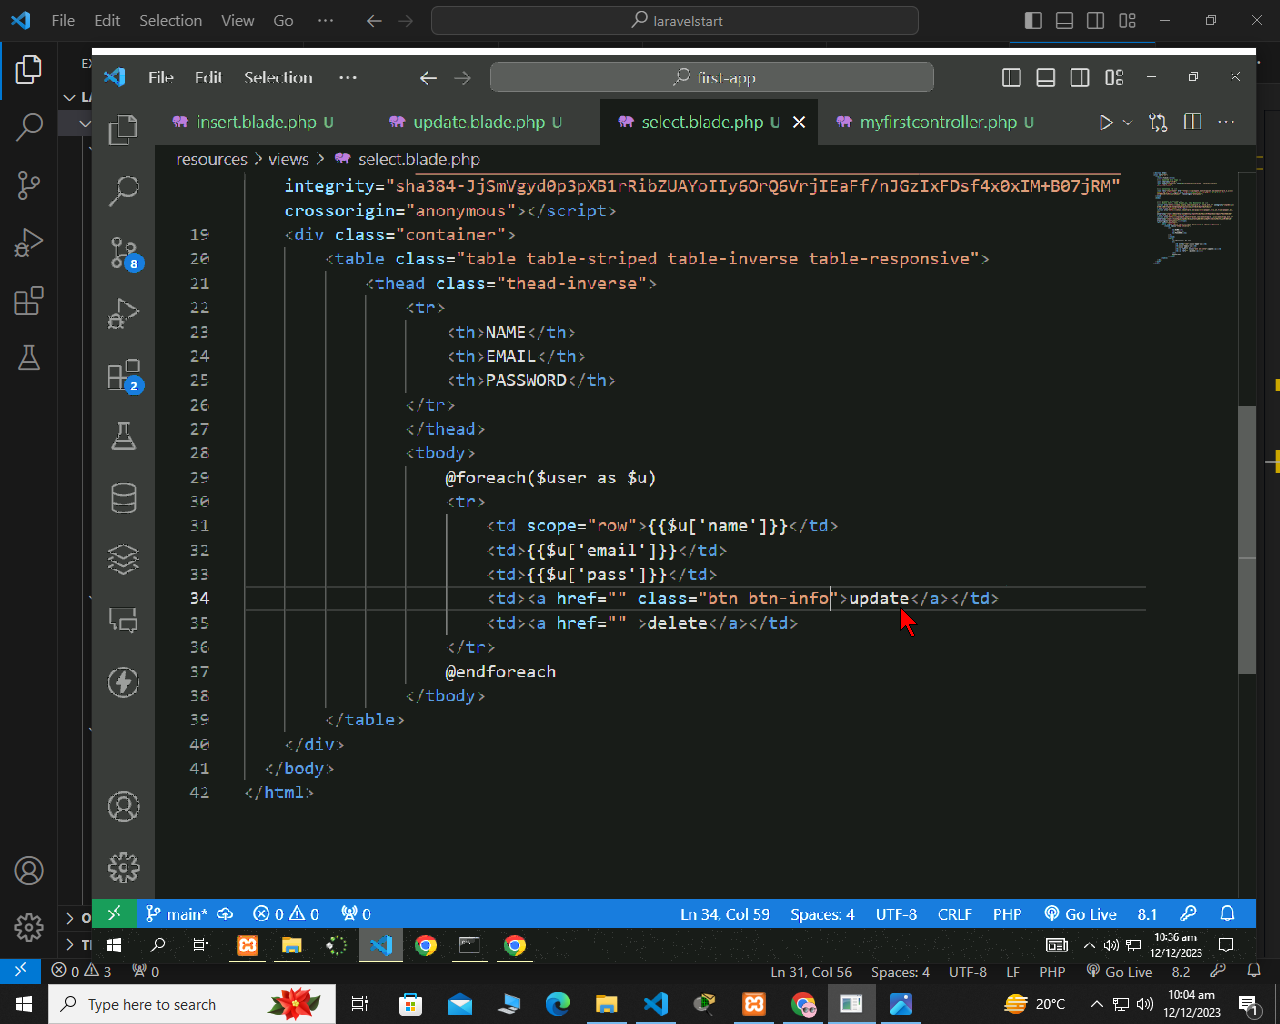 File Edit Selection View Go ··· laravelstart
File Edit Selection ··· first-app
insert.blade.php U update.blade.php U select.blade.php U myfirstcontroller.php U ···
resources > views > select.blade.php
integrity="sha384-JjSmVgyd0p3pXB1rRibZUAYoIIy6OrQ6VrjIEaFf/nJGzIxFDsf4x0xIM+B07jRM"
crossorigin="anonymous"></script>
19 <div class="container">
20 <table class="table table-striped table-inverse table-responsive">
21 <thead class="thead-inverse">
22 <tr>
23 <th>NAME</th>
24 <th>EMAIL</th>
25 <th>PASSWORD</th>
26 </tr>
27 </thead>
28 <tbody>
29 @foreach($user as $u)
30 <tr>
31 <td scope="row">{{$u['name']}}</td>
32 <td>{{$u['email']}}</td>
33 <td>{{$u['pass']}}</td>
34 <td><a href="" class="btn btn-info">update</a></td>
35 <td><a href="" >delete</a></td>
36 </tr>
37 @endforeach
38 </tbody>
39 </table>
40 </div>
41 </body>
42 </html>
8
2
main* 0 0 0 Ln 34, Col 59 Spaces: 4 UTF-8 CRLF PHP Go Live 8.1
10:36 am
12/12/2023
0 3 0 Ln 31, Col 56 Spaces: 4 UTF-8 LF PHP Go Live 8.2
Type here to search 20°C 10:04 am
12/12/2023
1